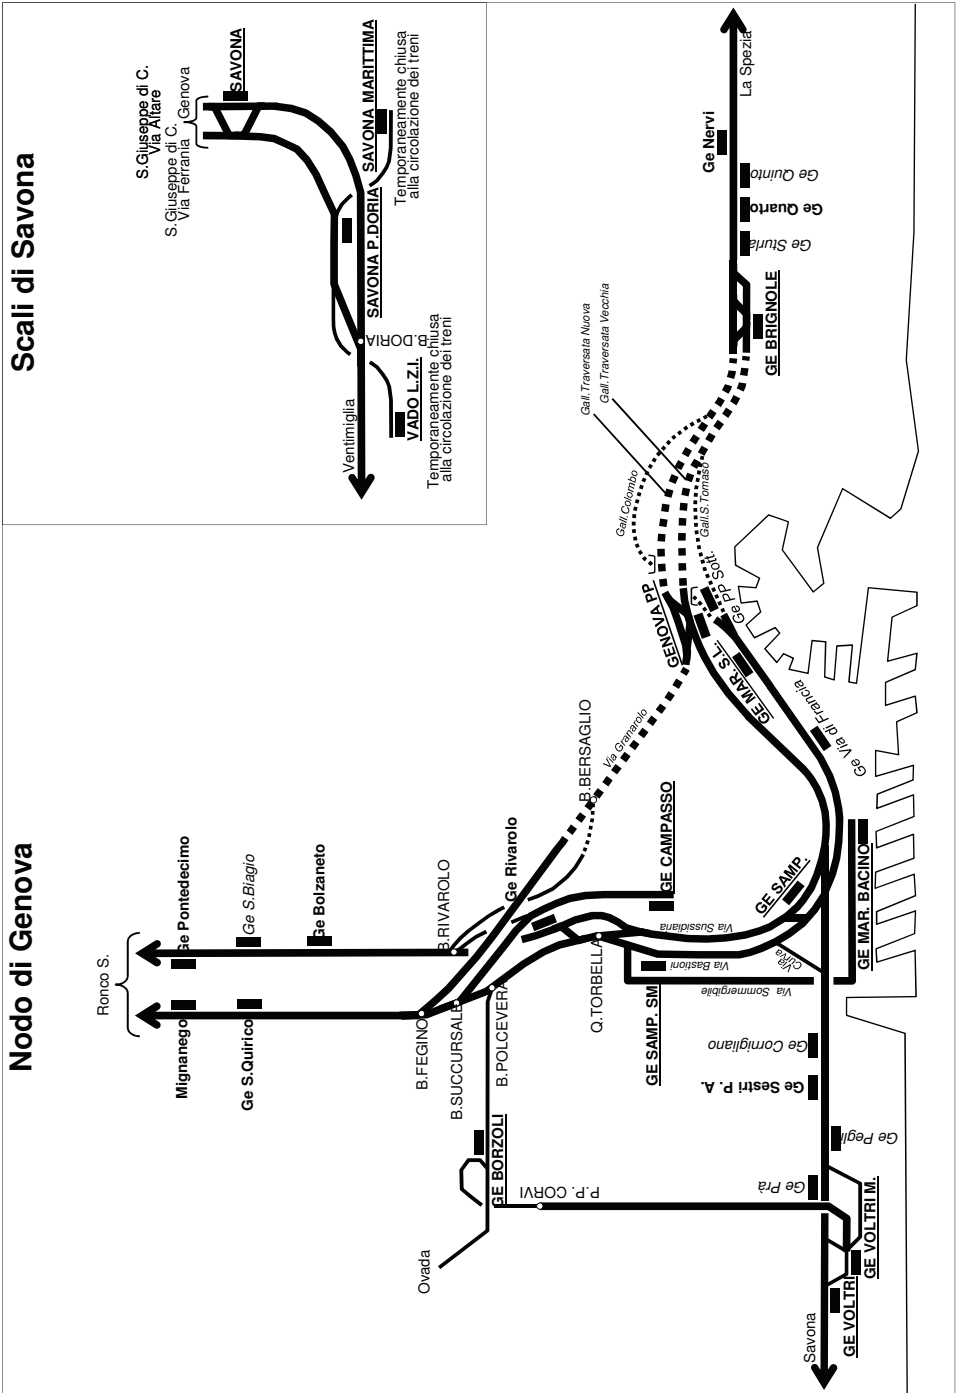 Scali di Savona
S.Giuseppe di C.
Via Altare
S.Giuseppe di C.
Via Ferrania
Genova
SAVONA
SAVONA MARITTIMA
Temporaneamente chiusa
alla circolazione dei treni
SAVONA P.DORIA
B.DORIA
VADO L.Z.I.
Temporaneamente chiusa
alla circolazione dei treni
Ventimiglia
Nodo di Genova
Ronco S.
Ge Pontedecimo
Ge S.Biagio
Ge Bolzaneto
Mignanego
Ge S.Quirico
B.RIVAROLO
B.FEGINO
B.SUCCURSALE
B.POLCEVERA
Ge Rivarolo
B.BERSAGLIO
Via Granarolo
GE CAMPASSO
Q.TORBELLA
Via Sussidiaria
Via Bastioni
Via Sommergibile
Via
Curva
GE SAMP. SM
GE SAMP.
GE MAR. BACINO
Ge Via di Francia
GE MAR. S.L.
Ge PP Sott.
GENOVA PP
Gall.Colombo
Gall.S.Tomaso
Gall.Traversata Nuova
Gall.Traversata Vecchia
GE BRIGNOLE
Ge Sturla
Ge Quarto
Ge Quinto
Ge Nervi
La Spezia
GE BORZOLI
Ovada
P.P. CORVI
Ge Cornigliano
Ge Sestri P. A.
Ge Pegli
Ge Prà
GE VOLTRI M.
GE VOLTRI
Savona